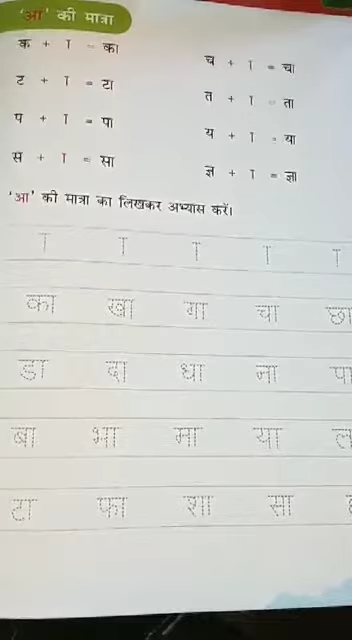 'आ' की मात्रा
क + ा = का
च + ा = चा
ट + ा = टा
त + ा = ता
प + ा = पा
य + ा = या
स + ा = सा
ज्ञ + ा = ज्ञा
'आ' की मात्रा का लिखकर अभ्यास करें।
ा ा ा ा ा
का खा गा चा छा
डा दा धा ना पा
बा भा मा या
टा फा शा सा